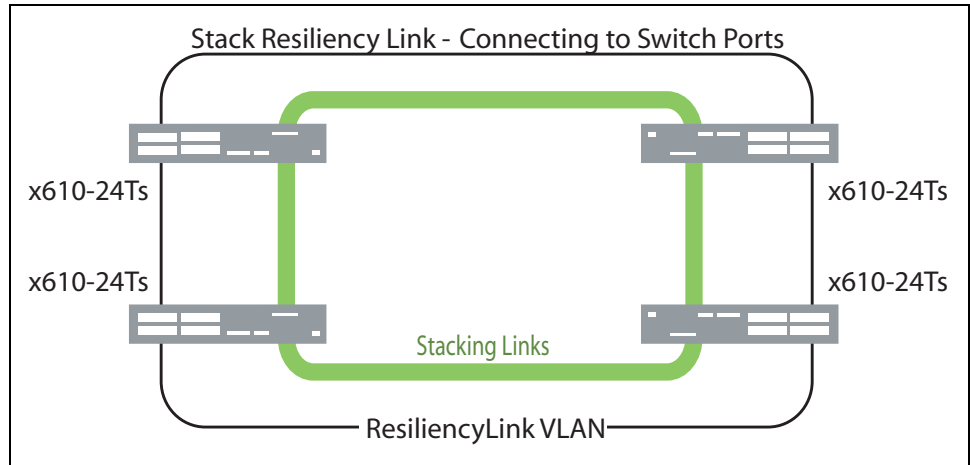 Stack Resiliency Link - Connecting to Switch Ports
x610-24Ts
x610-24Ts
x610-24Ts
x610-24Ts
Stacking Links
ResiliencyLink VLAN